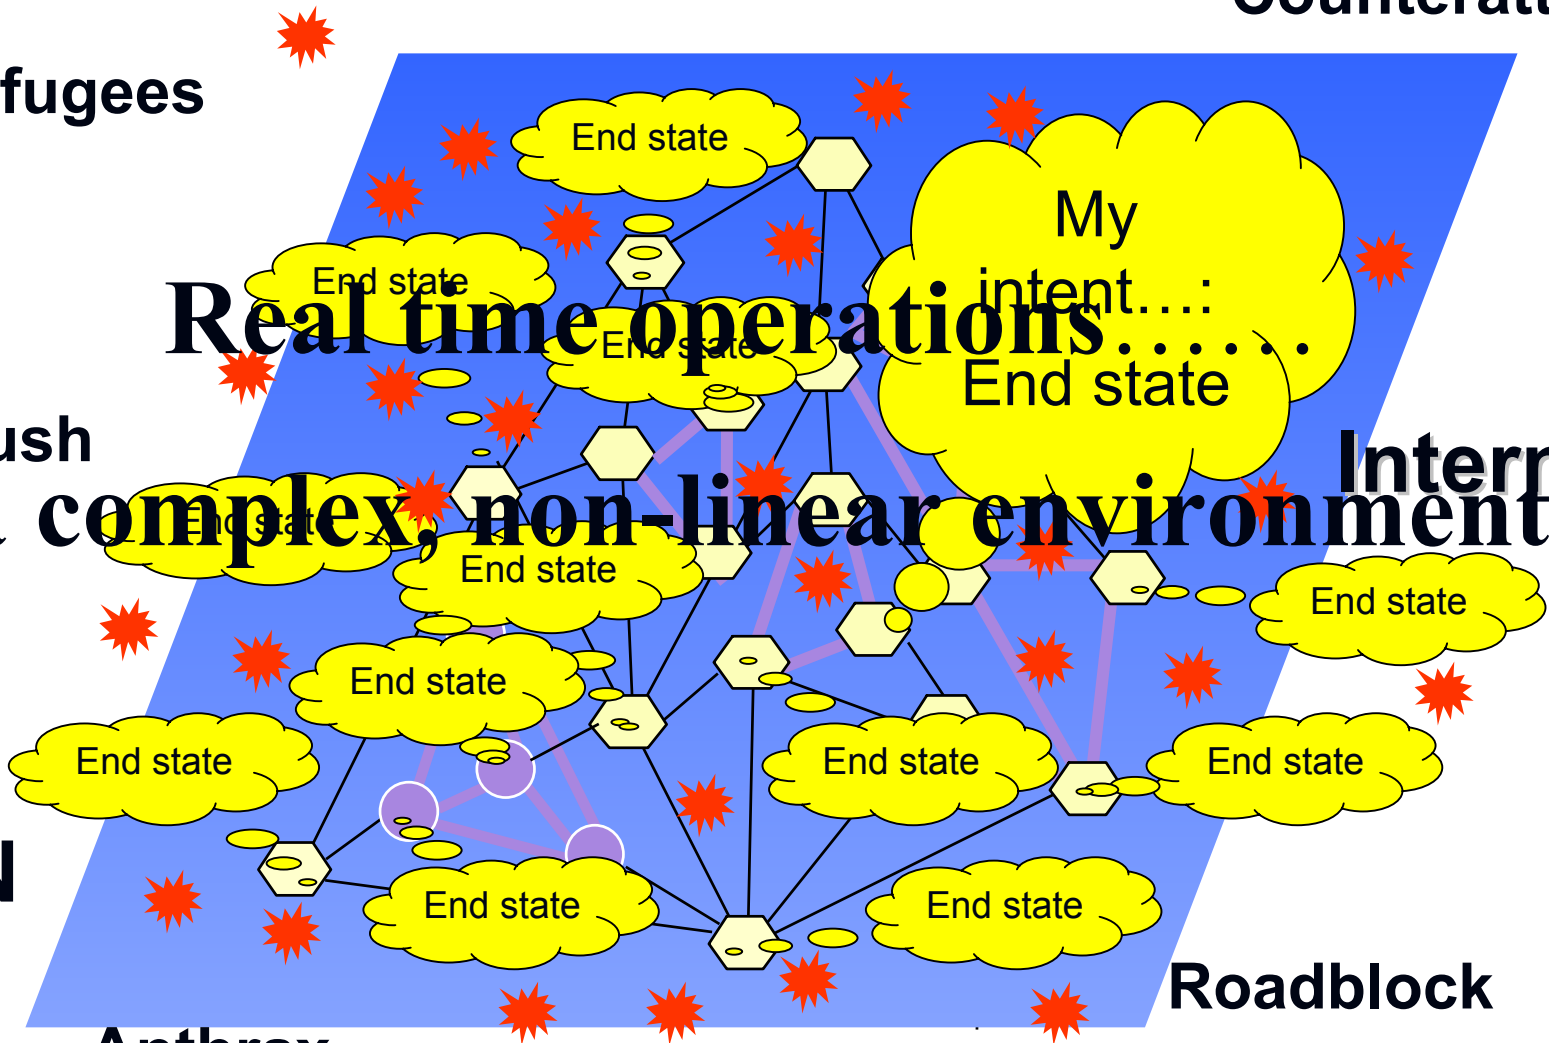 fugees
End state
My
intent...:
End state
End state
Real time operations......
End state
ush
complex, non-linear environment
End state
End state
End state
End state
End state
End state
End state
End state
End state
N
Roadblock